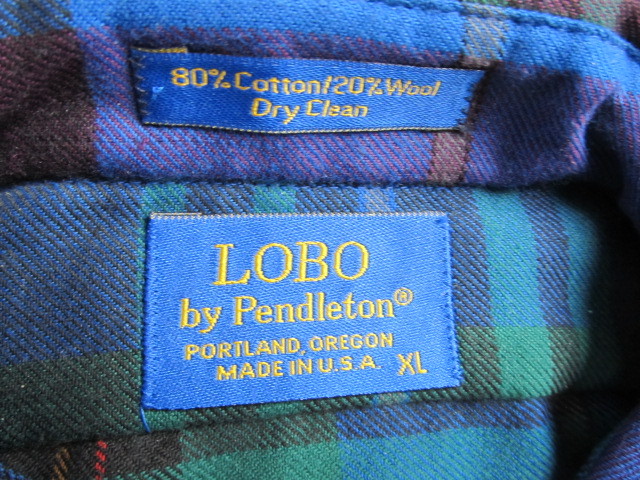 80% Cotton/20% Wool
Dry Clean
LOBO
by Pendleton®
PORTLAND, OREGON
MADE IN U.S.A. XL